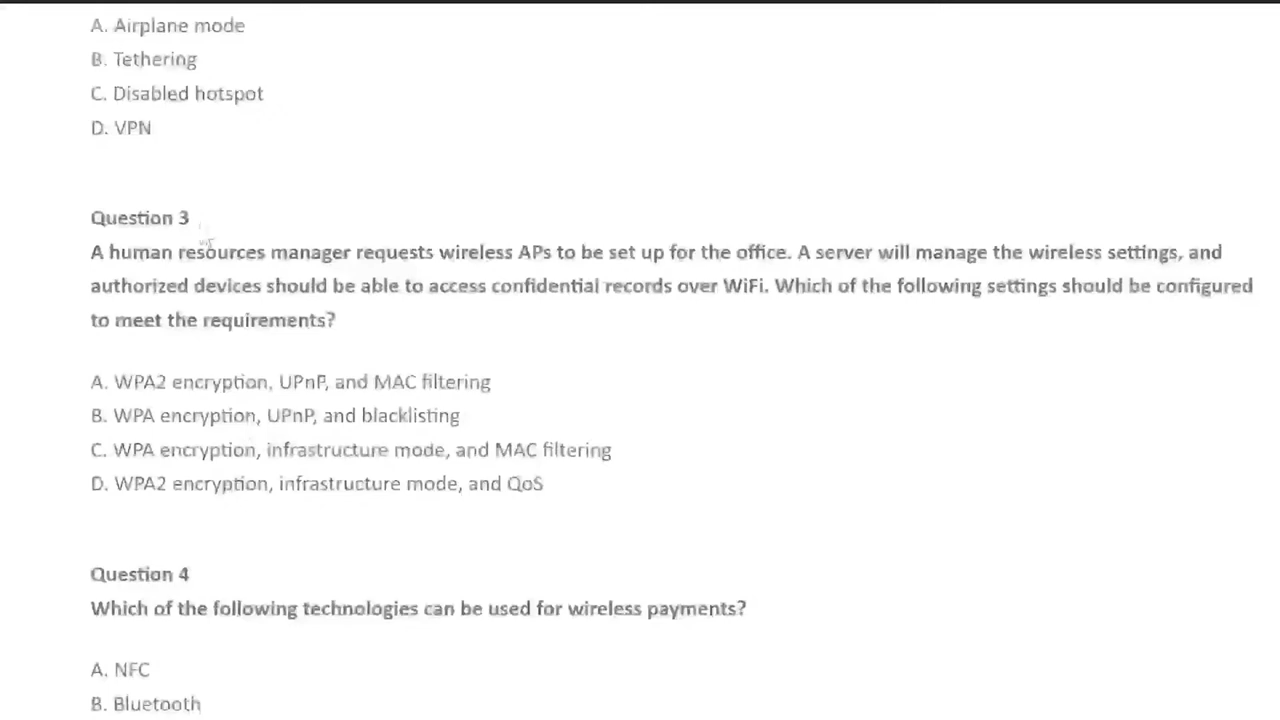 A. Airplane mode
B. Tethering
C. Disabled hotspot
D. VPN
Question 3
A human resources manager requests wireless APs to be set up for the office. A server will manage the wireless settings, and
authorized devices should be able to access confidential records over WiFi. Which of the following settings should be configured
to meet the requirements?
A. WPA2 encryption, UPnP, and MAC filtering
B. WPA encryption, UPnP, and blacklisting
C. WPA encryption, infrastructure mode, and MAC filtering
D. WPA2 encryption, infrastructure mode, and QoS
Question 4
Which of the following technologies can be used for wireless payments?
A. NFC
B. Bluetooth